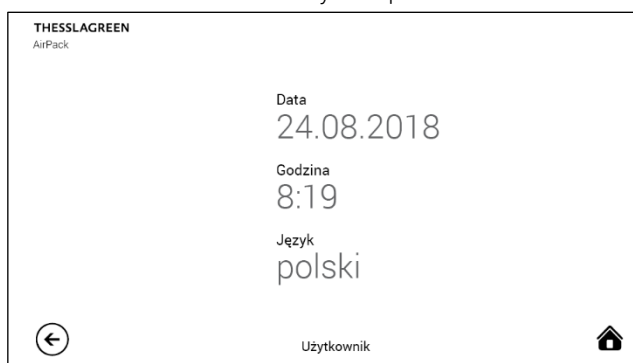 THESSLAGREEN
AirPack
Data
24.08.2018
Godzina
8:19
Język
polski
Użytkownik